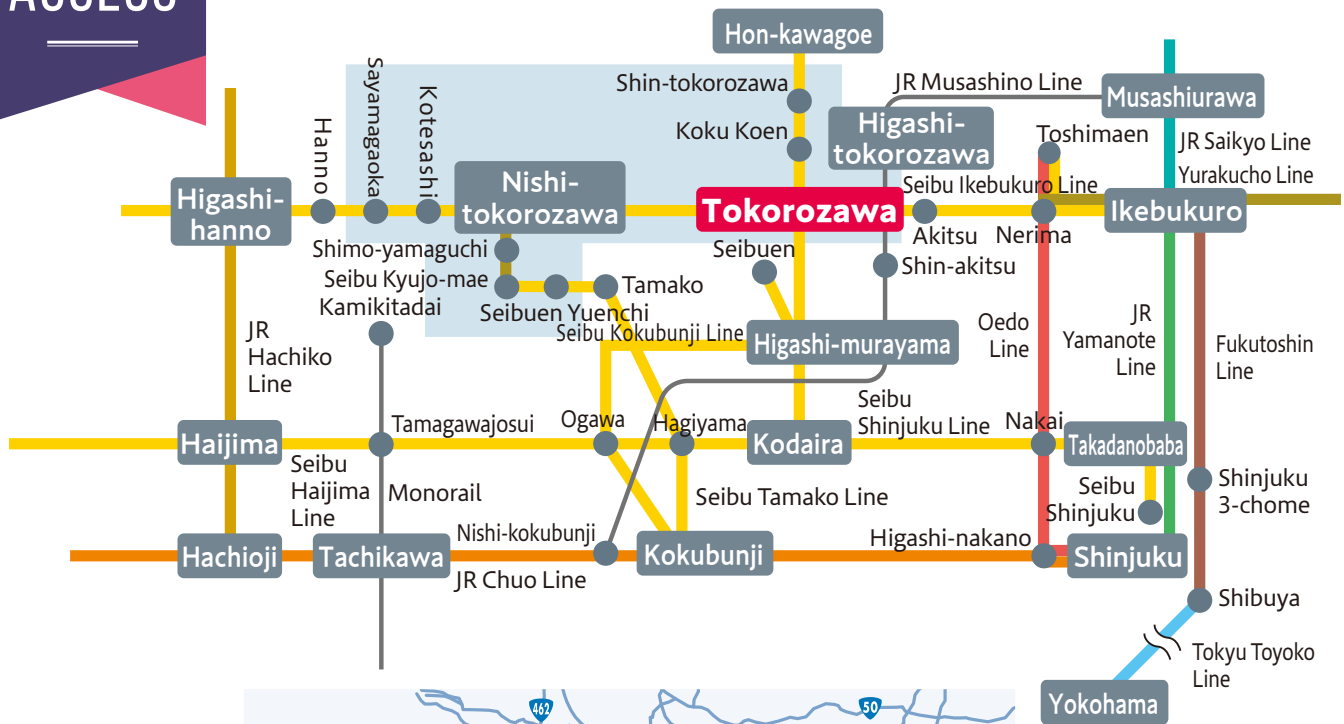 ACCESS
Hon-kawagoe
Shin-tokorozawa
Koku Koen
JR Musashino Line
Musashiurawa
Higashi-
tokorozawa
Toshimaen
JR Saikyo Line
Yurakucho Line
Hanno
Sayamagaoka
Kotesashi
Nishi-
tokorozawa
Higashi-
hanno
Tokorozawa
Seibu Ikebukuro Line
Ikebukuro
Akitsu
Nerima
Shimo-yamaguchi
Seibuen
Shin-akitsu
Seibu Kyujo-mae
Tamako
Kamikitadai
Seibuen Yuenchi
Seibu Kokubunji Line
Higashi-murayama
JR
Hachiko
Line
Oedo
Line
JR
Yamanote
Line
Fukutoshin
Line
Haijima
Tamagawajosui
Ogawa
Hagiyama
Kodaira
Seibu
Shinjuku Line
Nakai
Takadanobaba
Seibu
Haijima
Line
Monorail
Seibu Tamako Line
Seibu
Shinjuku
Shinjuku
3-chome
Nishi-kokubunji
Higashi-nakano
Hachioji
Tachikawa
JR Chuo Line
Kokubunji
Shinjuku
Shibuya
Tokyu Toyoko
Line
Yokohama
462
50